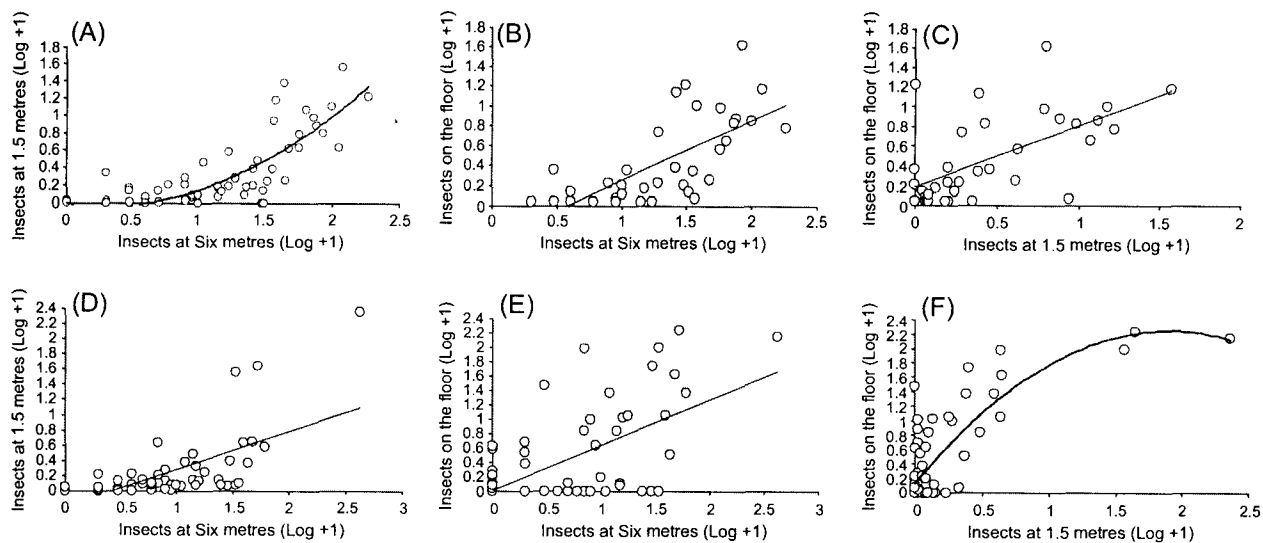 (A)
Insects at 1.5 metres (Log +1)
1.8
1.6
1.4
1.2
1
0.8
0.6
0.4
0.2
0
0 0.5 1.0 1.5 2.0 2.5
Insects at Six metres (Log +1)
(B)
Insects on the floor (Log +1)
1.8
1.6
1.4
1.2
1
0.8
0.6
0.4
0.2
0
0 0.5 1.0 1.5 2.0 2.5
Insects at Six metres (Log +1)
(C)
Insects on the floor (Log +1)
1.8
1.6
1.4
1.2
1
0.8
0.6
0.4
0.2
0
0 0.5 1 1.5 2
Insects at 1.5 metres (Log +1)
(D)
Insects at 1.5 metres (Log +1)
2.4
2.2
2
1.8
1.6
1.4
1.2
1
0.8
0.6
0.4
0.2
0
0 0.5 1 1.5 2 2.5 3
Insects at Six metres (Log +1)
(E)
Insects on the floor (Log +1)
2.4
2.2
2
1.8
1.6
1.4
1.2
1
0.8
0.6
0.4
0.2
0
0 0.5 1 1.5 2 2.5 3
Insects at Six metres (Log +1)
(F)
Insects on the floor (Log +1)
2.4
2.2
2
1.8
1.6
1.4
1.2
1
0.8
0.6
0.4
0.2
0
0 0.5 1 1.5 2 2.5
Insects at 1.5 metres (Log +1)